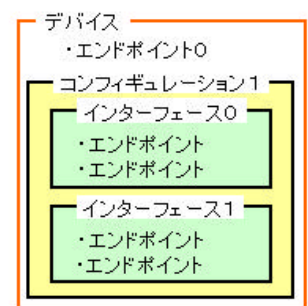 デバイス
・エンドポイント0
コンフィギュレーション1
インターフェース0
・エンドポイント
・エンドポイント
インターフェース1
・エンドポイント
・エンドポイント